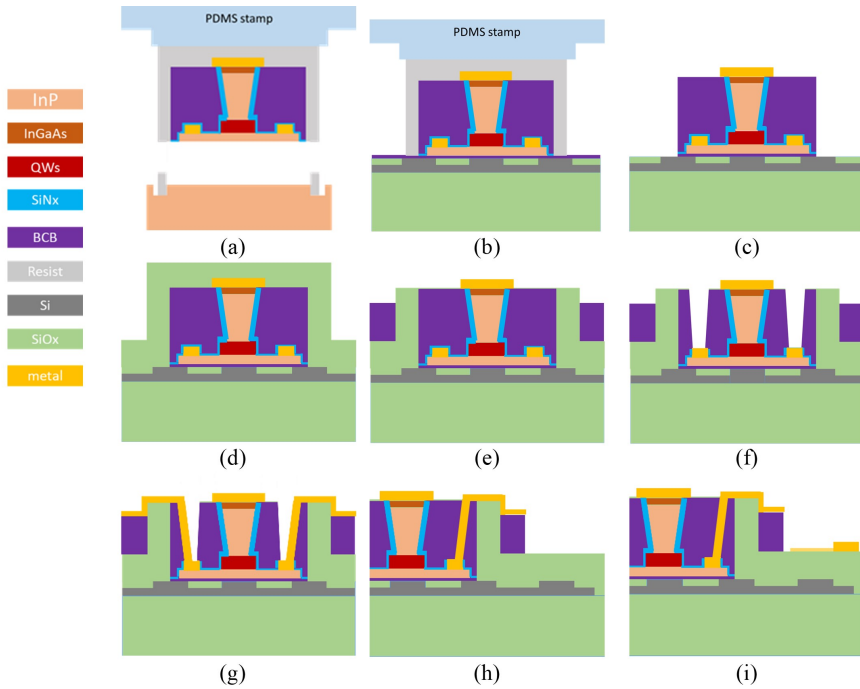 PDMS stamp
PDMS stamp
InP
InGaAs
QWs
SiNx
BCB
Resist
Si
SiOx
metal
(a)
(b)
(c)
(d)
(e)
(f)
(g)
(h)
(i)